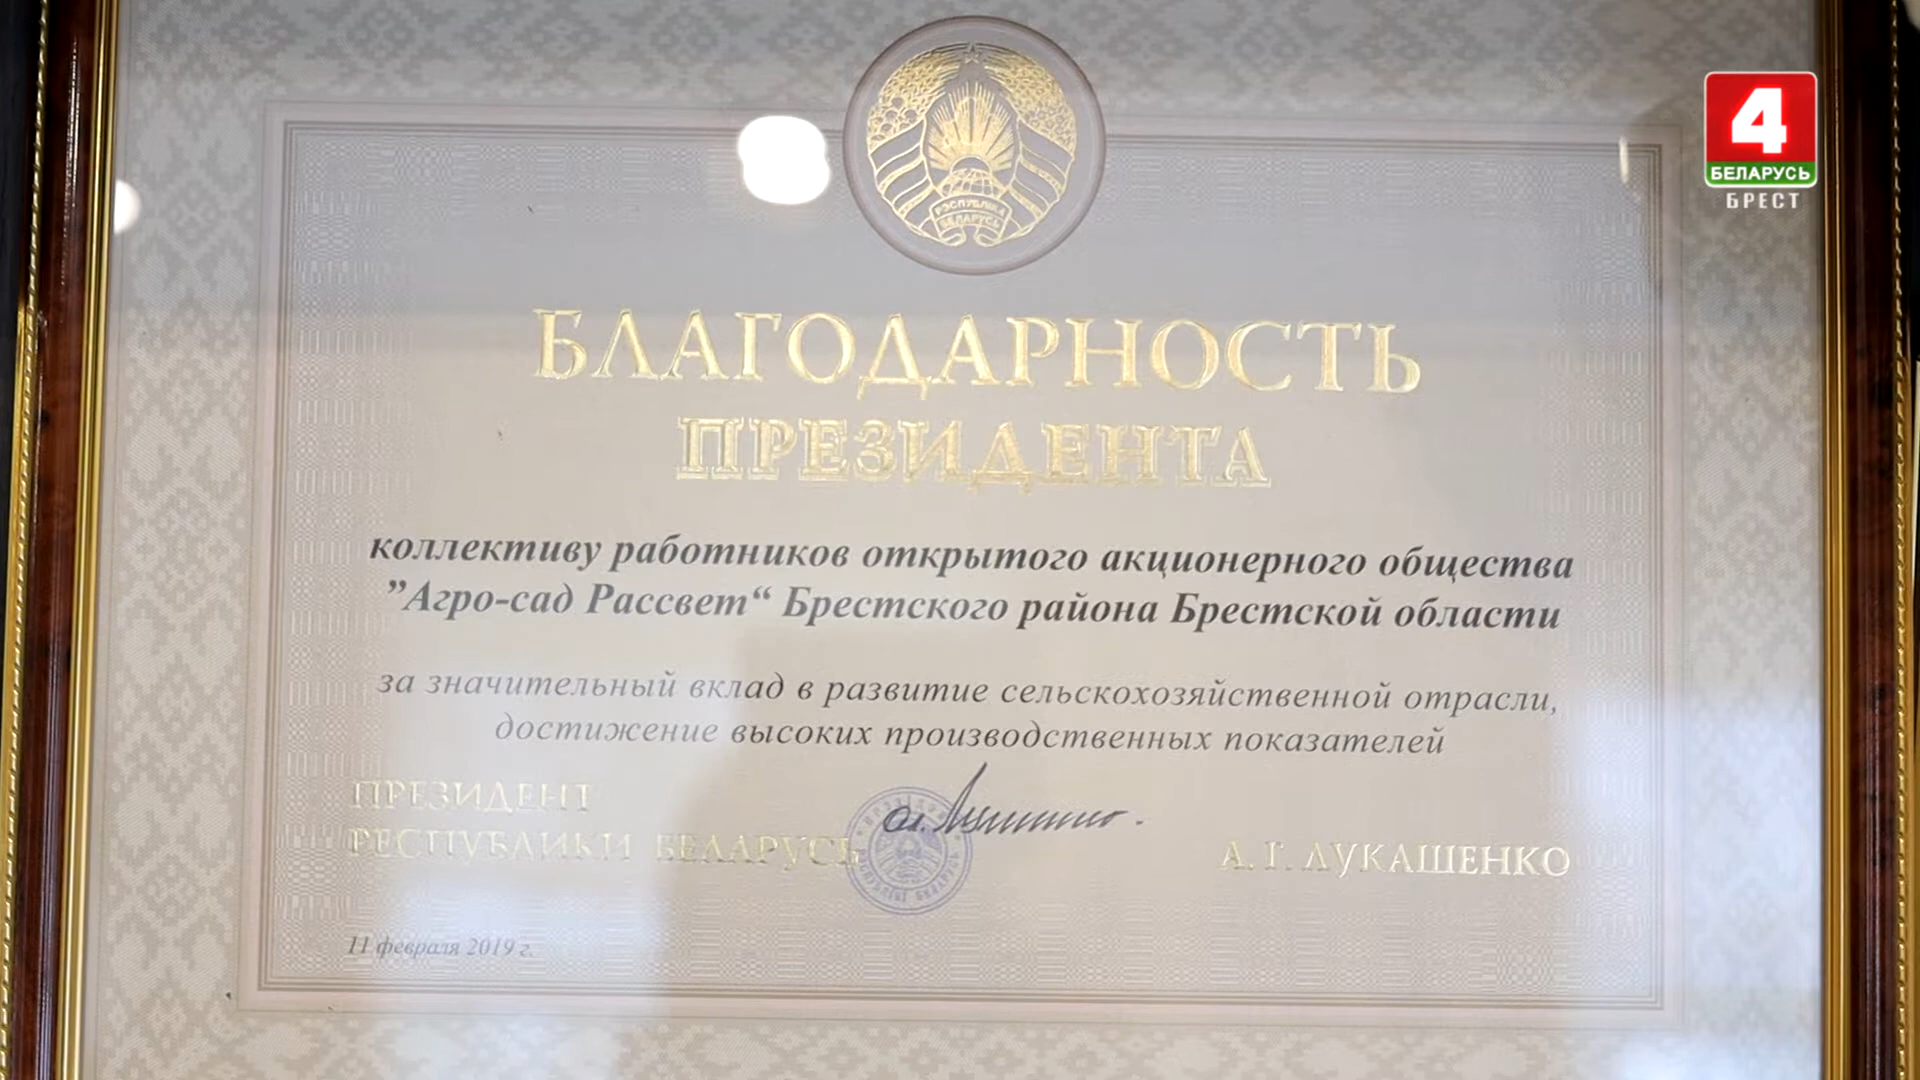 4
БЕЛАРУСЬ
БРЕСТ
РЭСПУБЛІКА
БЕЛАРУСЬ
БЛАГОДАРНОСТЬ
ПРЕЗИДЕНТА
коллективу работников открытого акционерного общества
”Агро-сад Рассвет“ Брестского района Брестской области
за значительный вклад в развитие сельскохозяйственной отрасли,
достижение высоких производственных показателей
ПРЕЗИДЕНТ
РЕСПУБЛИКИ БЕЛАРУСЬ
А. Г. ЛУКАШЕНКО
11 февраля 2019 г.